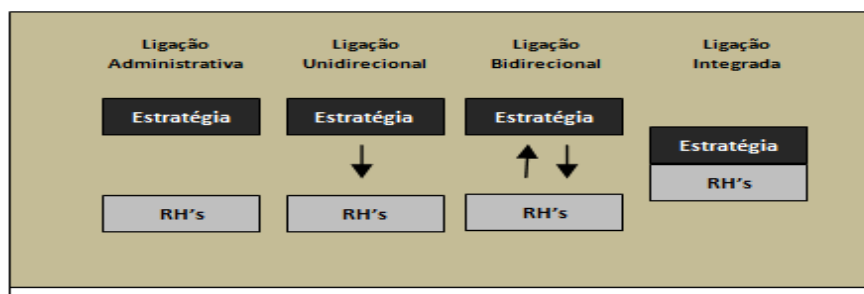 Ligação
Administrativa
Ligação
Unidirecional
Ligação
Bidirecional
Ligação
Integrada
Estratégia
Estratégia
Estratégia
Estratégia
RH's
RH's
RH's
RH's